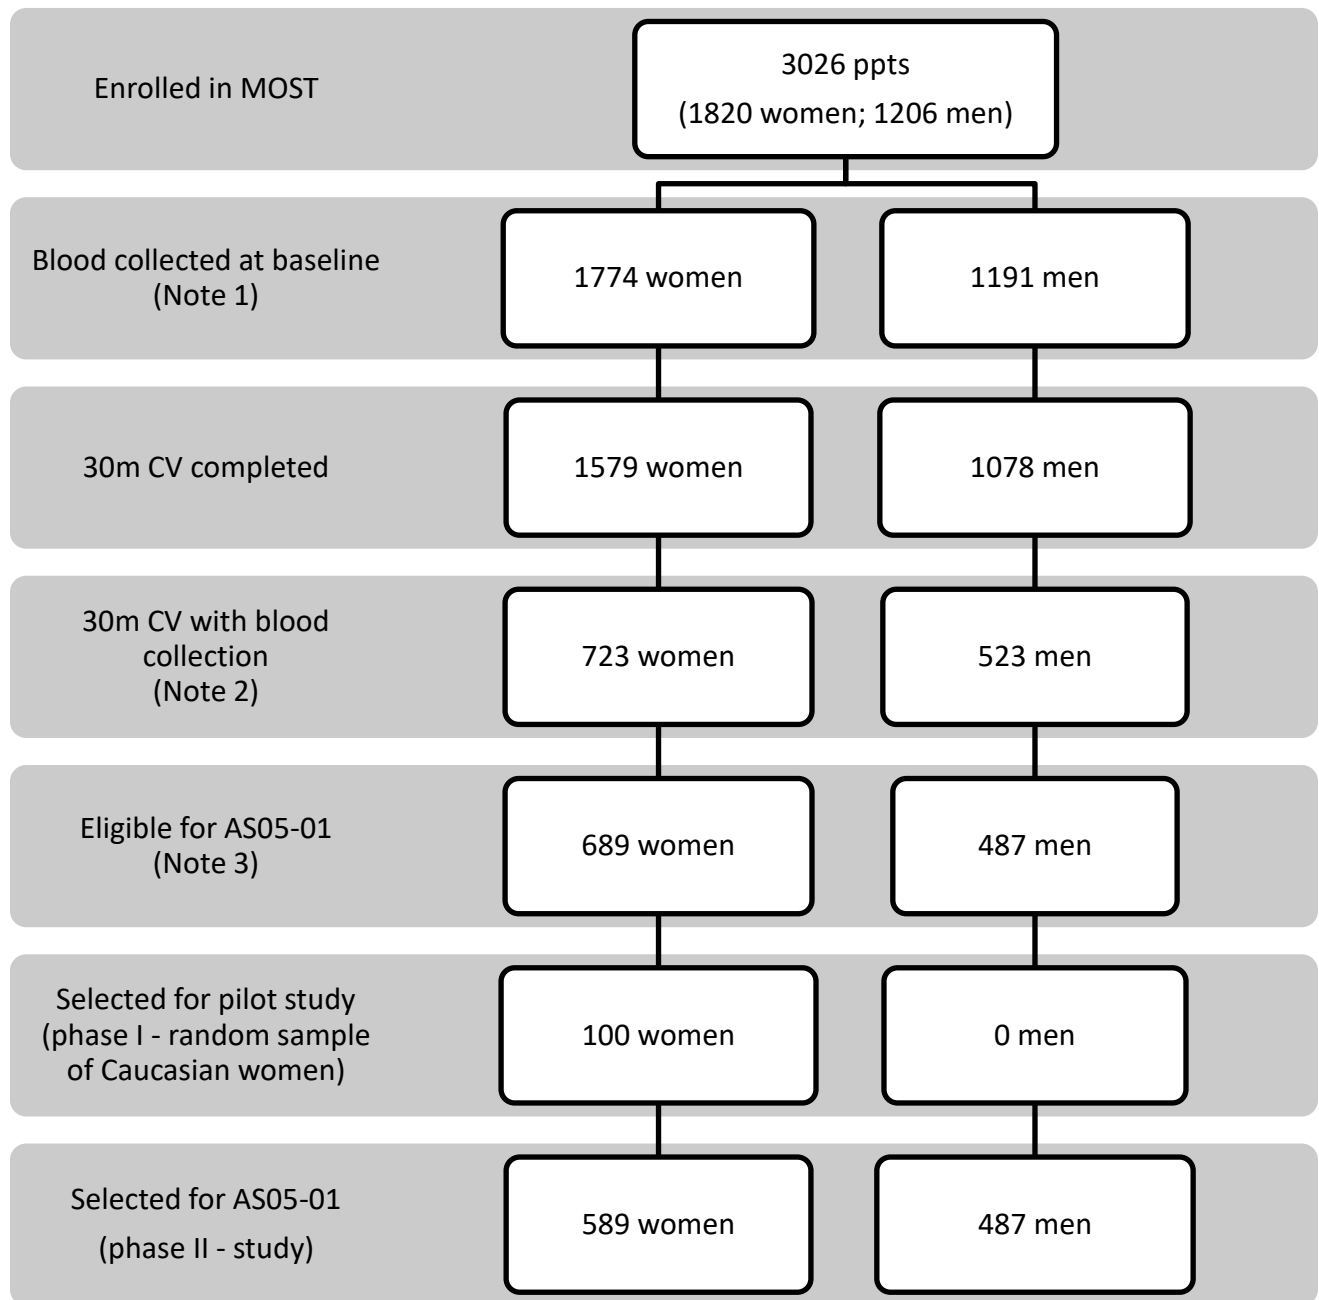 Enrolled in MOST
3026 ppts
(1820 women; 1206 men)
Blood collected at baseline
(Note 1)
1774 women
1191 men
30m CV completed
1579 women
1078 men
30m CV with blood
collection
(Note 2)
723 women
523 men
Eligible for AS05-01
(Note 3)
689 women
487 men
Selected for pilot study
(phase I - random sample
of Caucasian women)
100 women
0 men
Selected for AS05-01
(phase II - study)
589 women
487 men